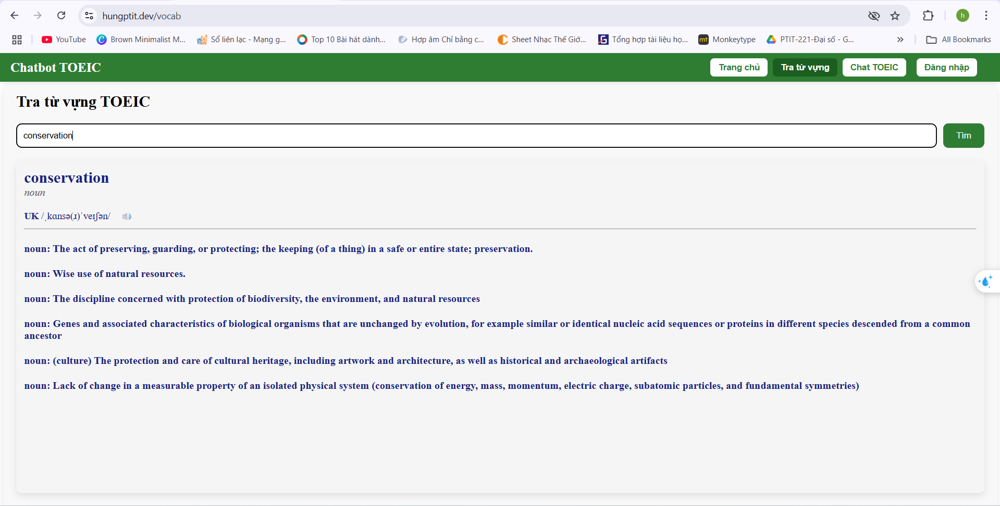 hungptit.dev/vocab
h
YouTube
Brown Minimalist M...
Sổ liên lạc - Mạng g...
Top 10 Bài hát dành...
Hợp âm Chỉ bằng c...
Sheet Nhạc Thế Giớ...
Tổng hợp tài liệu họ...
mt Monkeytype
PTIT-221-Đại số - G...
All Bookmarks
Chatbot TOEIC
Trang chủ
Tra từ vựng
Chat TOEIC
Đăng nhập
Tra từ vựng TOEIC
conservation
Tìm
conservation
noun
UK /ˌkɑnsə(ɹ)ˈveɪʃən/
noun: The act of preserving, guarding, or protecting; the keeping (of a thing) in a safe or entire state; preservation.
noun: Wise use of natural resources.
noun: The discipline concerned with protection of biodiversity, the environment, and natural resources
noun: Genes and associated characteristics of biological organisms that are unchanged by evolution, for example similar or identical nucleic acid sequences or proteins in different species descended from a common
ancestor
noun: (culture) The protection and care of cultural heritage, including artwork and architecture, as well as historical and archaeological artifacts
noun: Lack of change in a measurable property of an isolated physical system (conservation of energy, mass, momentum, electric charge, subatomic particles, and fundamental symmetries)